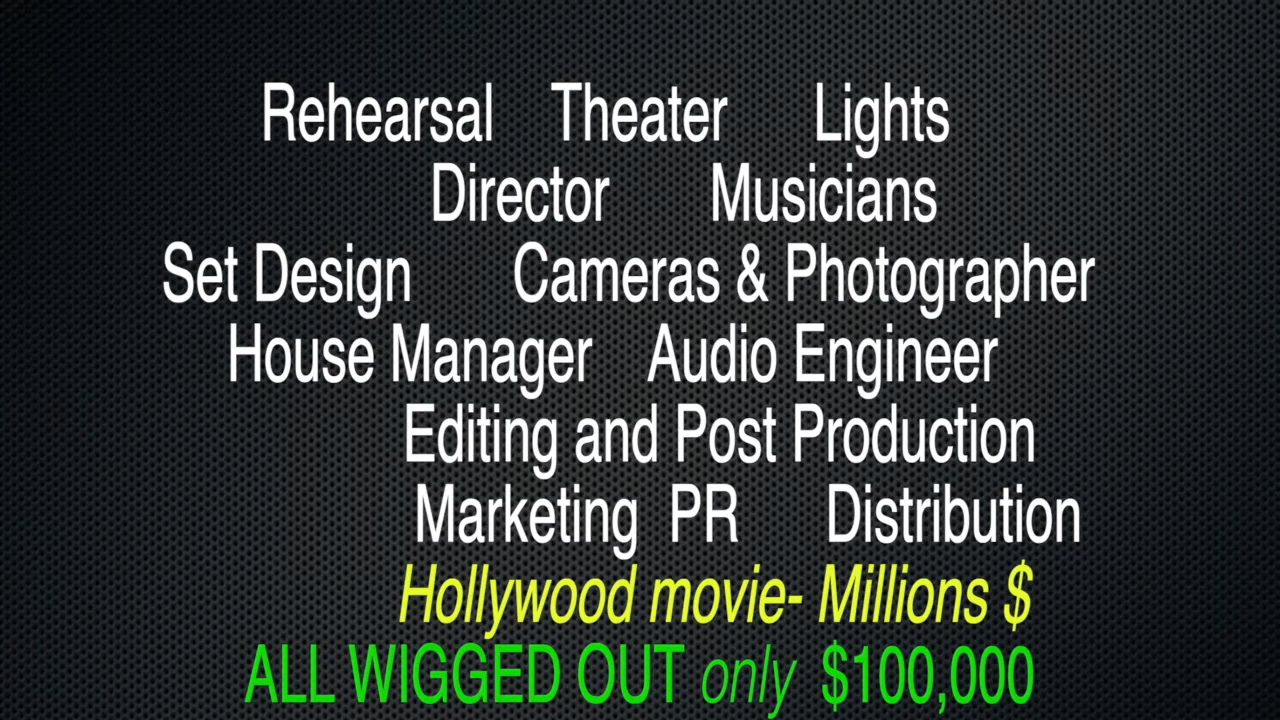 Rehearsal Theater Lights
Director Musicians
Set Design Cameras & Photographer
House Manager Audio Engineer
Editing and Post Production
Marketing PR Distribution
Hollywood movie- Millions $
ALL WIGGED OUT only $100,000